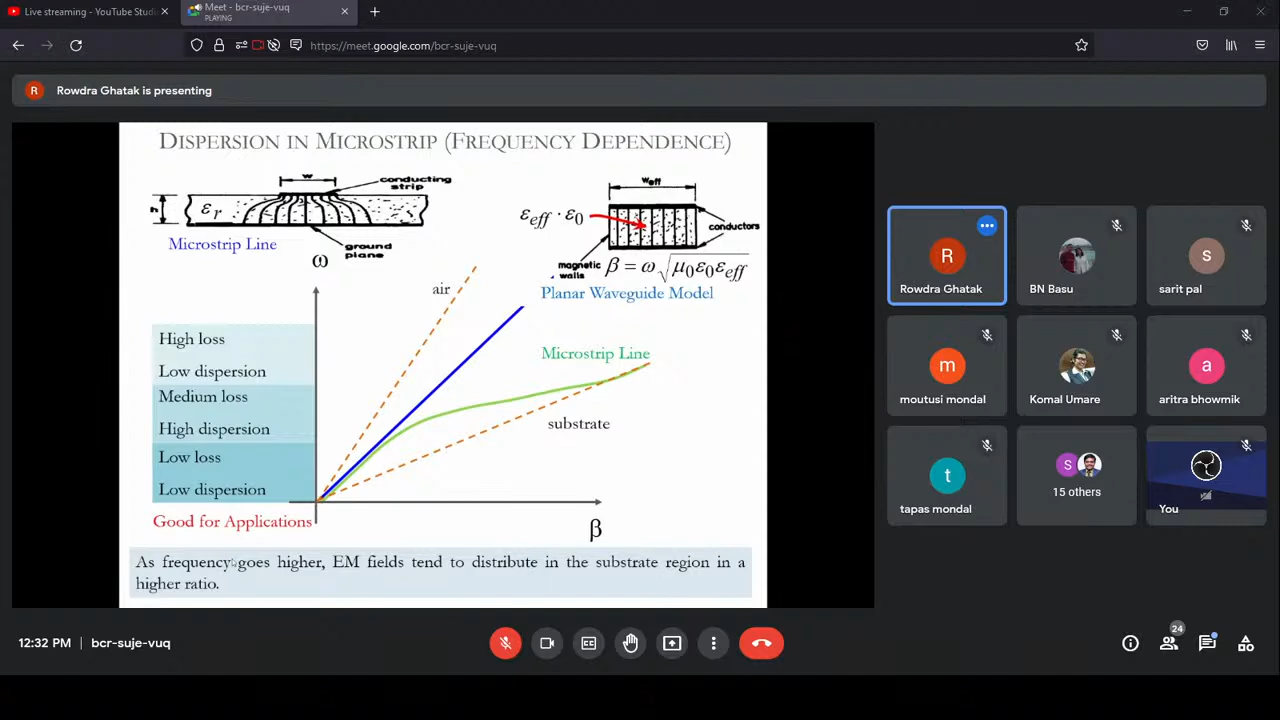 Live streaming - YouTube Studi
Meet - bcr-suje-vuq
PLAYING
https://meet.google.com/bcr-suje-vuq
R
Rowdra Ghatak is presenting
DISPERSION IN MICROSTRIP (FREQUENCY DEPENDENCE)
w
conducting
strip
h
εr
ground
plane
Microstrip Line
weff
εeff · ε0
conductors
magnetic
walls
β = ω√μ0ε0εeff
Planar Waveguide Model
ω
air
Microstrip Line
substrate
β
High loss
Low dispersion
Medium loss
High dispersion
Low loss
Low dispersion
Good for Applications
As frequency goes higher, EM fields tend to distribute in the substrate region in a
higher ratio.
R
Rowdra Ghatak
BN Basu
s
sarit pal
m
moutusi mondal
Komal Umare
a
aritra bhowmik
t
tapas mondal
S
15 others
You
12:32 PM | bcr-suje-vuq
CC
24